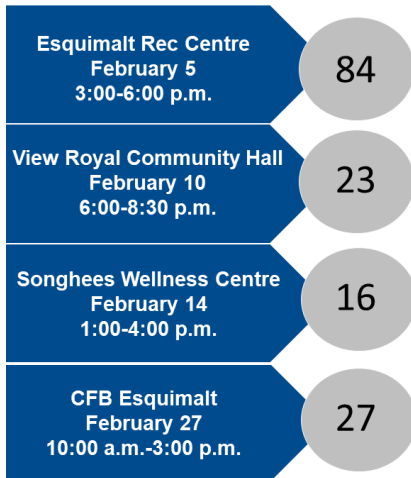 Esquimalt Rec Centre
February 5
3:00-6:00 p.m.
84
View Royal Community Hall
February 10
6:00-8:30 p.m.
23
Songhees Wellness Centre
February 14
1:00-4:00 p.m.
16
CFB Esquimalt
February 27
10:00 a.m.-3:00 p.m.
27